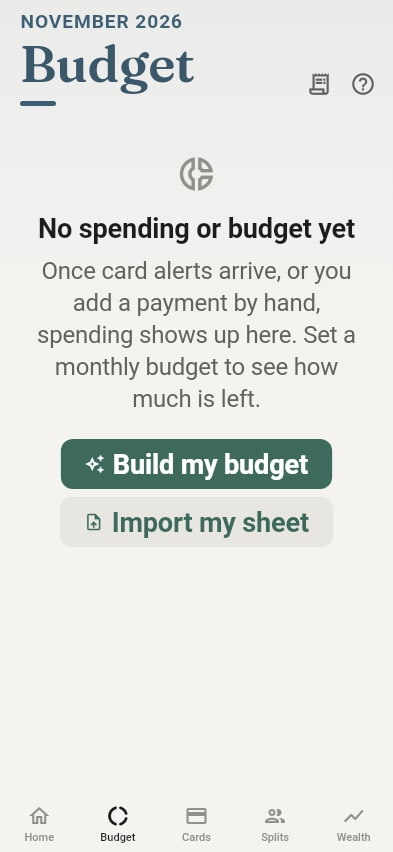 NOVEMBER 2026
Budget
No spending or budget yet
Once card alerts arrive, or you
add a payment by hand,
spending shows up here. Set a
monthly budget to see how
much is left.
Build my budget
Import my sheet
Home
Budget
Cards
Splits
Wealth